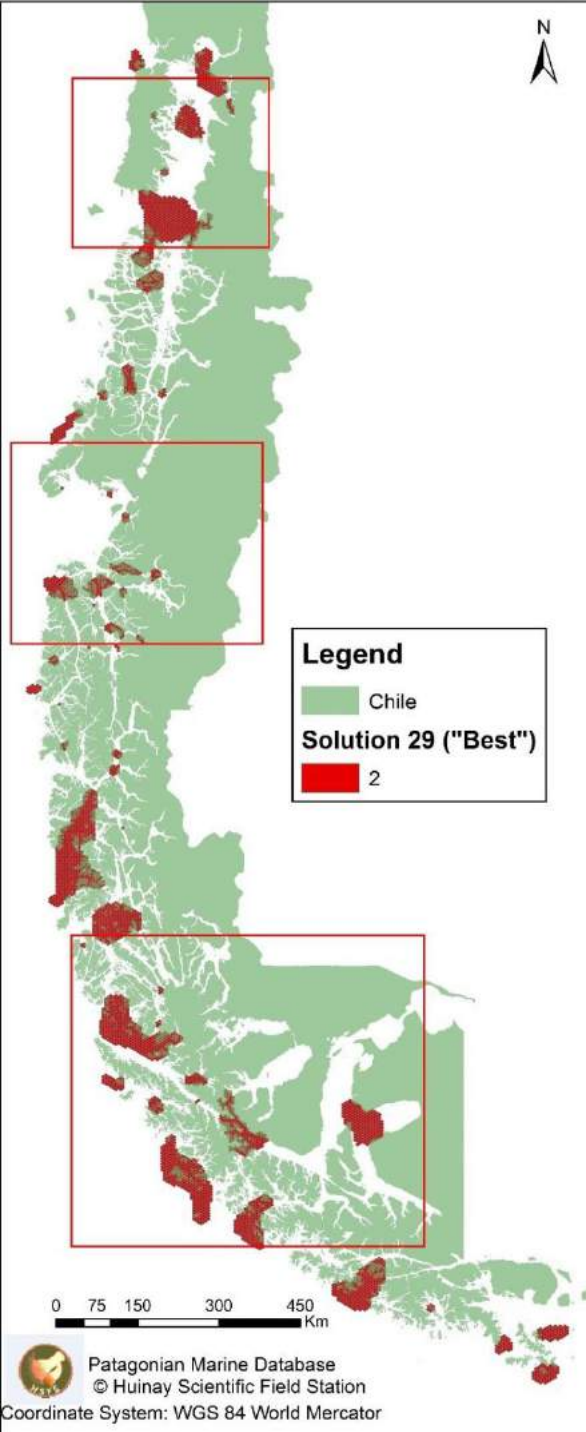 N
Legend
Chile
Solution 29 ("Best")
2
0 75 150 300 450
Km
HSFS
Patagonian Marine Database
© Huinay Scientific Field Station
Coordinate System: WGS 84 World Mercator